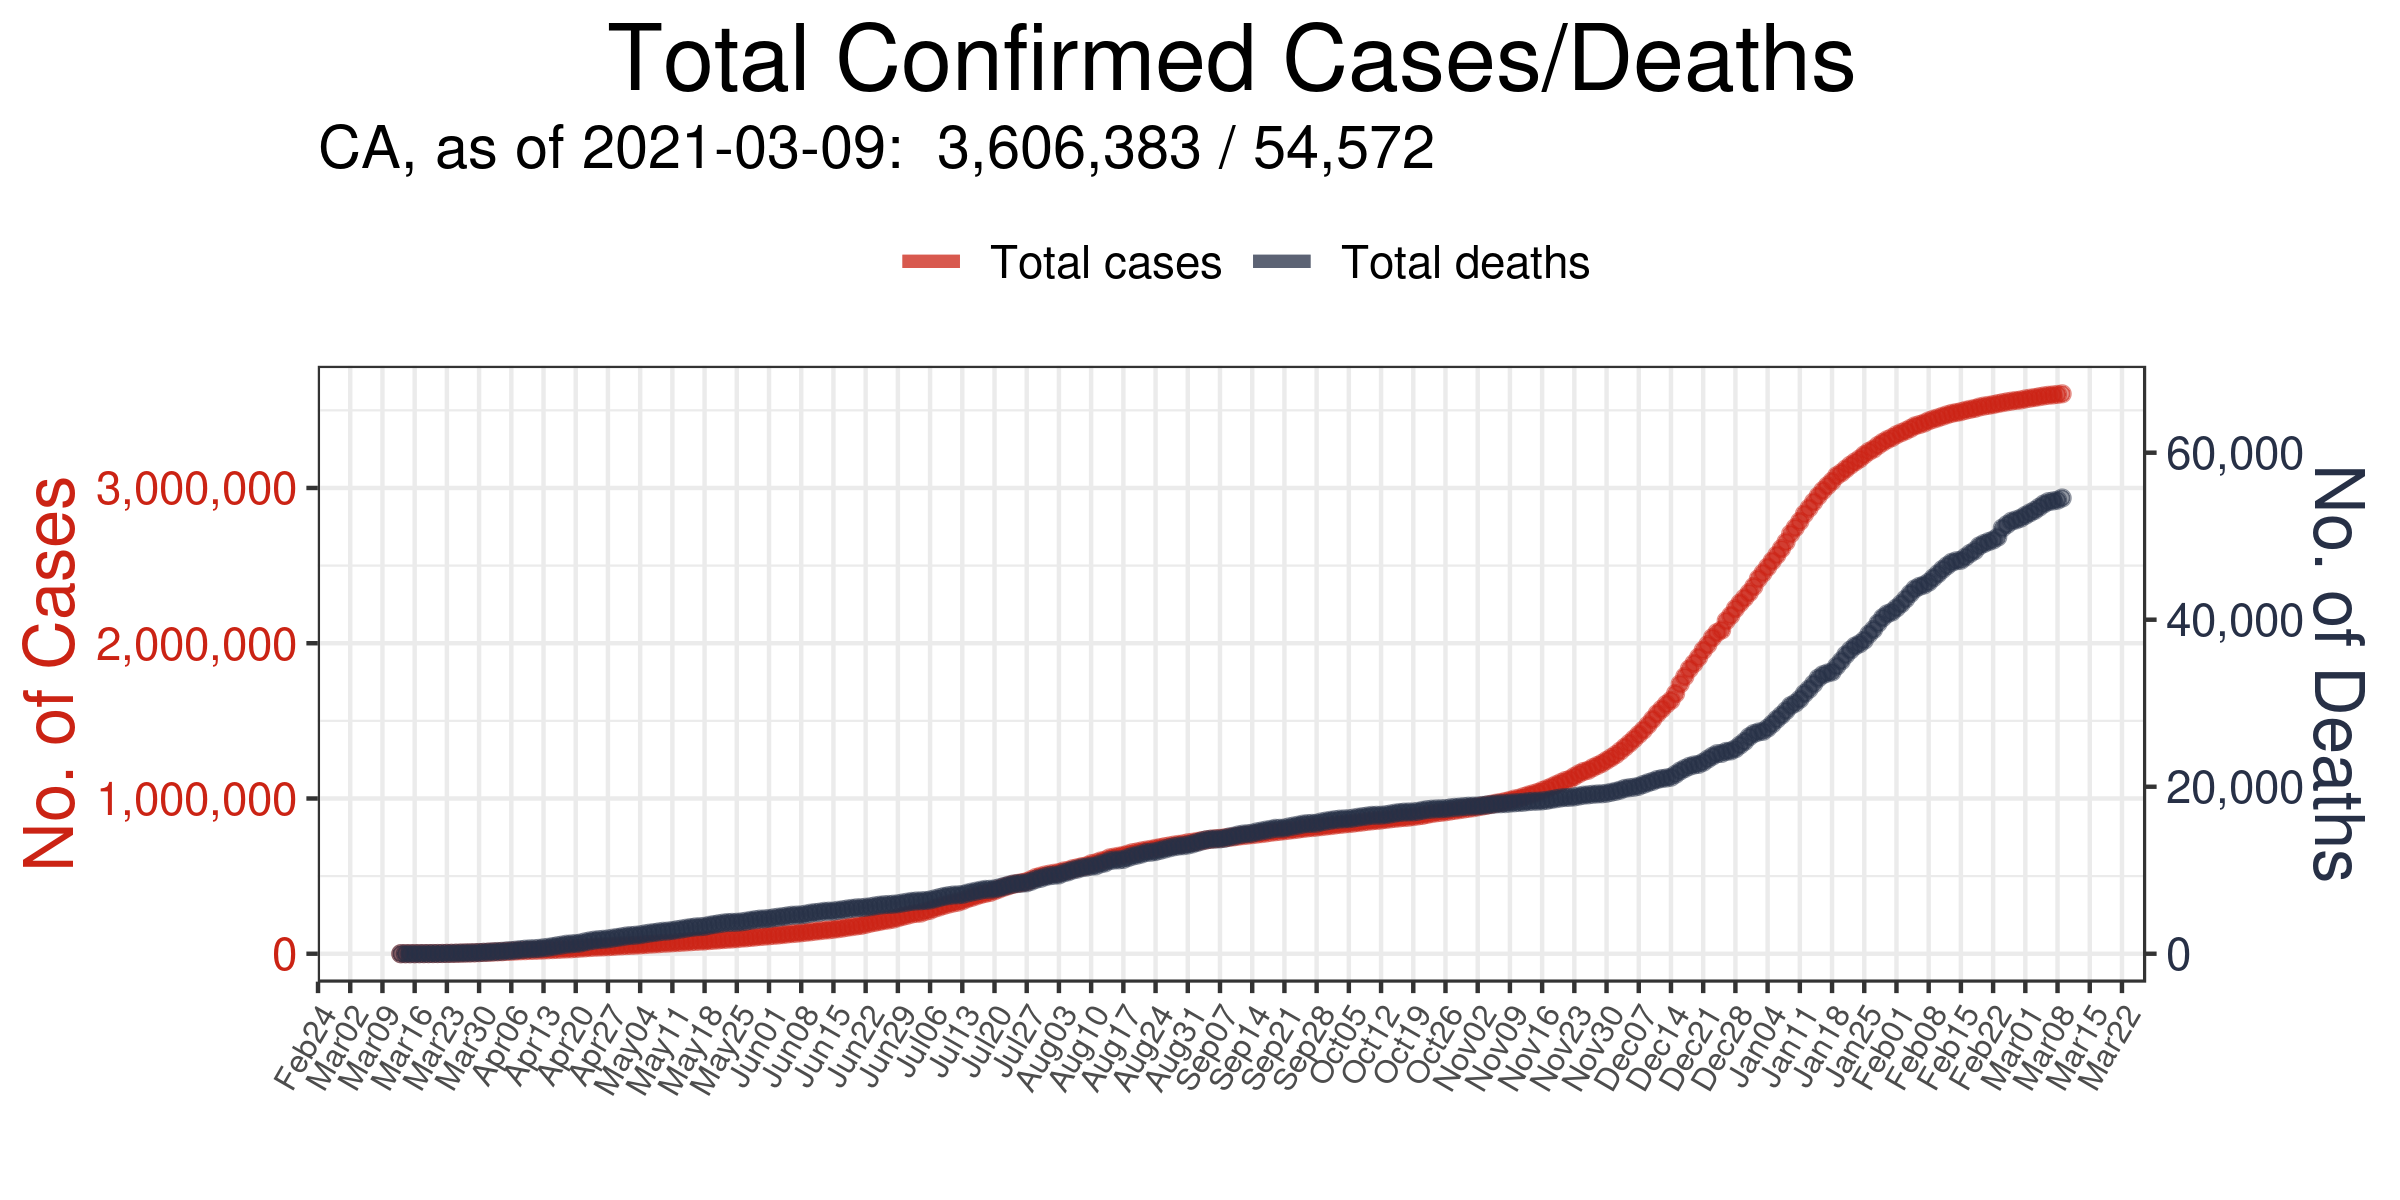 Total Confirmed Cases/Deaths
CA, as of 2021-03-09:  3,606,383 / 54,572
Total cases
Total deaths
No. of Cases
3,000,000
2,000,000
1,000,000
0
60,000
40,000
20,000
0
No. of Deaths
Feb24
Mar02
Mar09
Mar16
Mar23
Mar30
Apr06
Apr13
Apr20
Apr27
May04
May11
May18
May25
Jun01
Jun08
Jun15
Jun22
Jun29
Jul06
Jul13
Jul20
Jul27
Aug03
Aug10
Aug17
Aug24
Aug31
Sep07
Sep14
Sep21
Sep28
Oct05
Oct12
Oct19
Oct26
Nov02
Nov09
Nov16
Nov23
Nov30
Dec07
Dec14
Dec21
Dec28
Jan04
Jan11
Jan18
Jan25
Feb01
Feb08
Feb15
Feb22
Mar01
Mar08
Mar15
Mar22